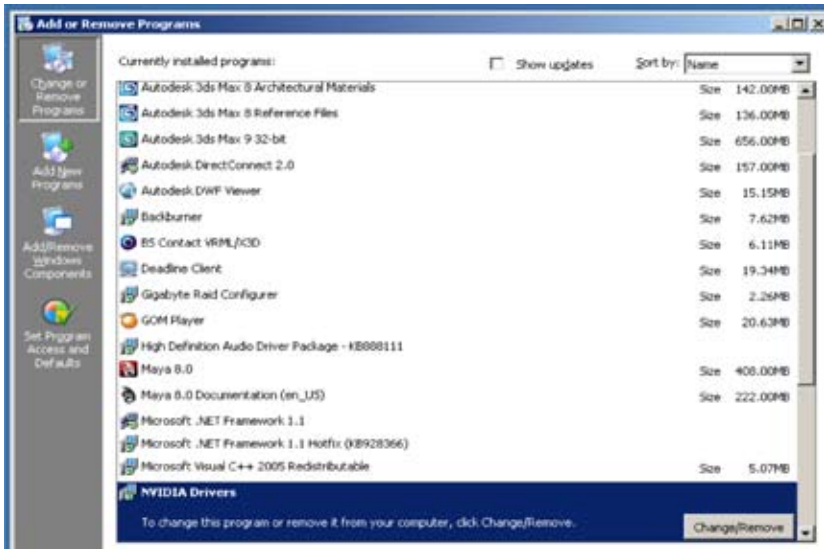 Add or Remove Programs
Change or
Remove
Programs
Add New
Programs
Add/Remove
Windows
Components
Set Program
Access and
Defaults
Currently installed programs:
Show updates
Sort by: Name
Autodesk 3ds Max 8 Architectural Materials Size 142.00MB
Autodesk 3ds Max 8 Reference Files Size 136.00MB
Autodesk 3ds Max 9 32-bit Size 656.00MB
Autodesk DirectConnect 2.0 Size 157.00MB
Autodesk DWF Viewer Size 15.15MB
Backburner Size 7.62MB
BS Contact VRML/X3D Size 6.11MB
Deadline Client Size 19.34MB
Gigabyte Raid Configurer Size 2.26MB
GOM Player Size 20.63MB
High Definition Audio Driver Package - KB888111
Maya 8.0 Size 408.00MB
Maya 8.0 Documentation (en_US) Size 222.00MB
Microsoft .NET Framework 1.1
Microsoft .NET Framework 1.1 Hotfix (KB928366)
Microsoft Visual C++ 2005 Redistributable Size 5.07MB
NVIDIA Drivers
To change this program or remove it from your computer, click Change/Remove.
Change/Remove